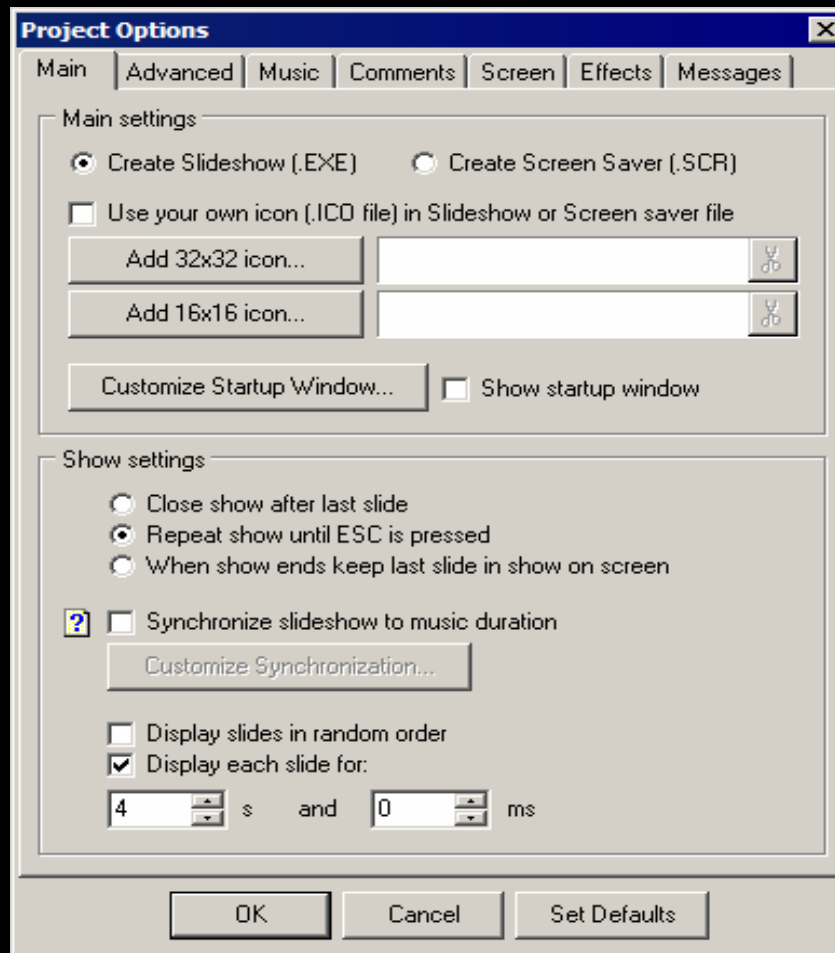 Project Options
Main Advanced Music Comments Screen Effects Messages
Main settings
Create Slideshow (.EXE) Create Screen Saver (.SCR)
Use your own icon (.ICO file) in Slideshow or Screen saver file
Add 32x32 icon...
Add 16x16 icon...
Customize Startup Window... Show startup window
Show settings
Close show after last slide
Repeat show until ESC is pressed
When show ends keep last slide in show on screen
? Synchronize slideshow to music duration
Customize Synchronization...
Display slides in random order
Display each slide for:
4 s and 0 ms
OK Cancel Set Defaults